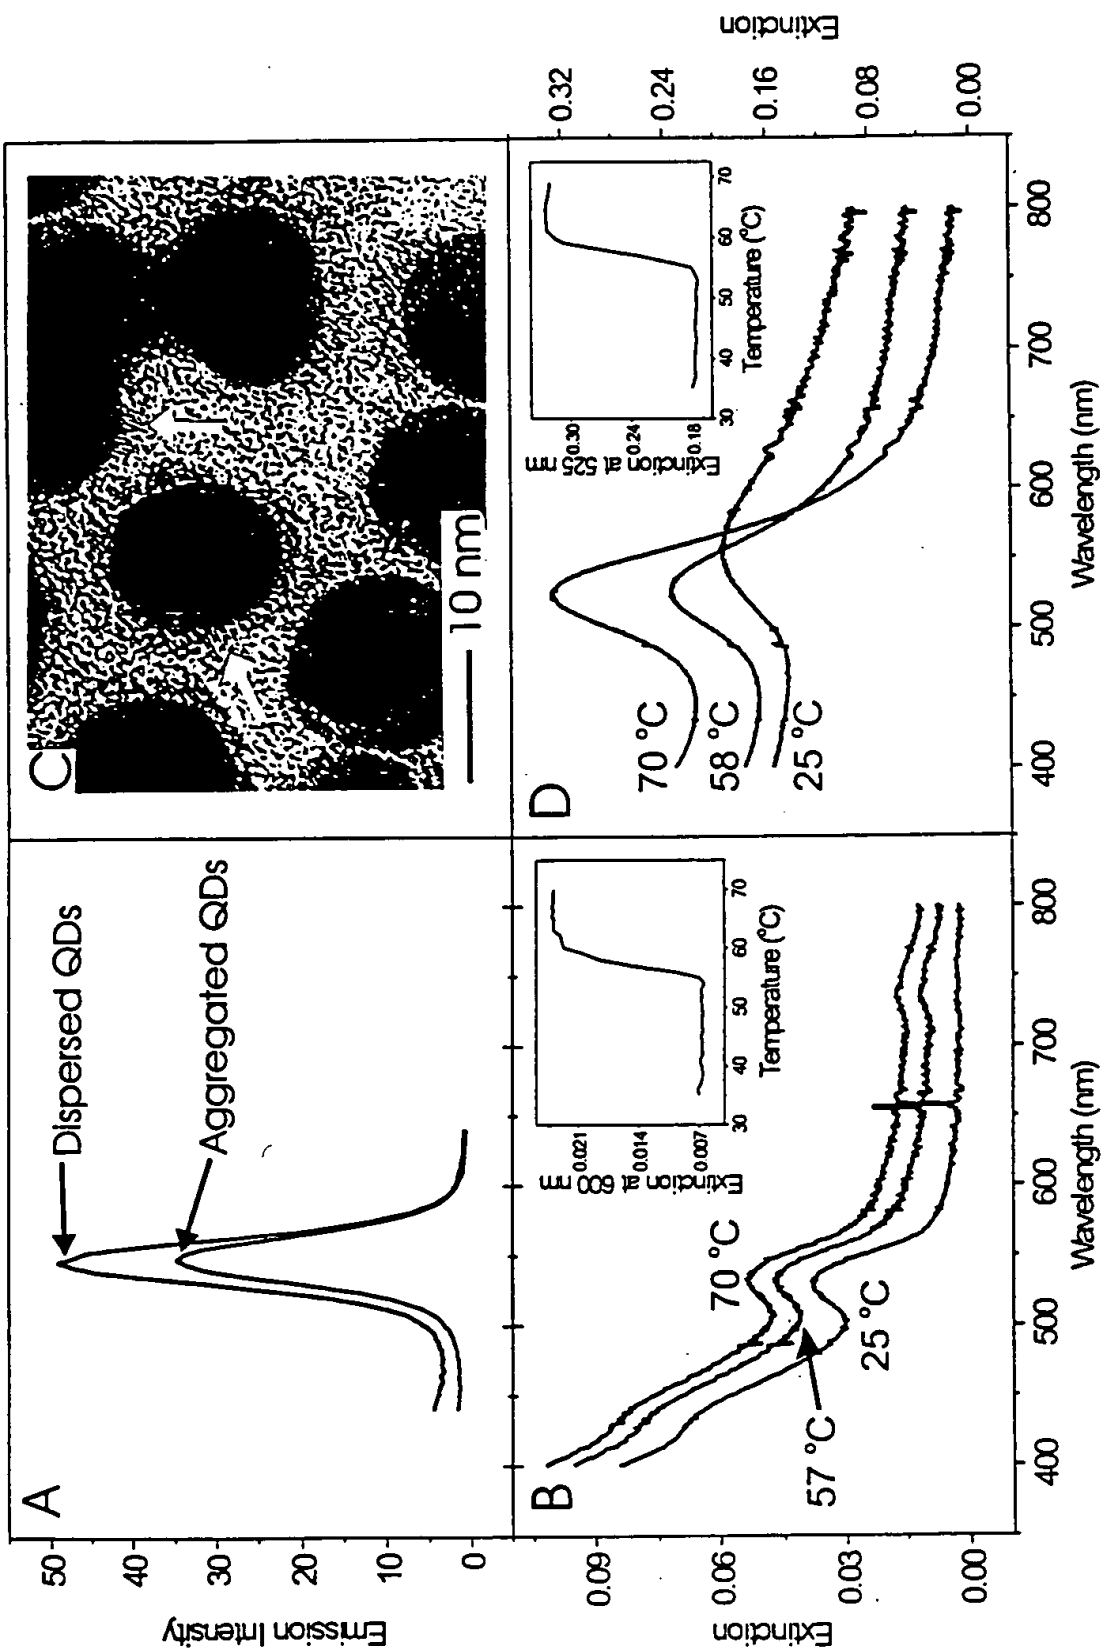 A
Dispersed QDs
Aggregated QDs
Emission Intensity
50
40
30
20
10
0
C
10 nm
B
70 °C
57 °C
25 °C
Extinction
0.09
0.06
0.03
0.00
400
500
600
700
800
Wavelength (nm)
Extinction at 600 nm
0.021
0.014
0.007
30
40
50
60
70
Temperature (°C)
D
70 °C
58 °C
25 °C
Extinction
0.32
0.24
0.16
0.08
0.00
400
500
600
700
800
Wavelength (nm)
Extinction at 525 nm
0.30
0.24
0.18
30
40
50
60
70
Temperature (°C)